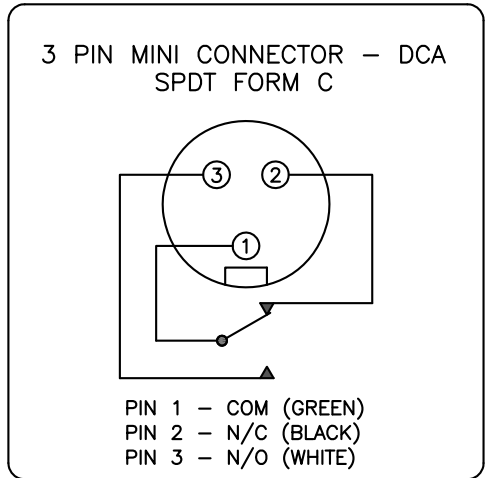 3 PIN MINI CONNECTOR – DCA
SPDT FORM C
3 2
1
PIN 1 – COM (GREEN)
PIN 2 – N/C (BLACK)
PIN 3 – N/O (WHITE)